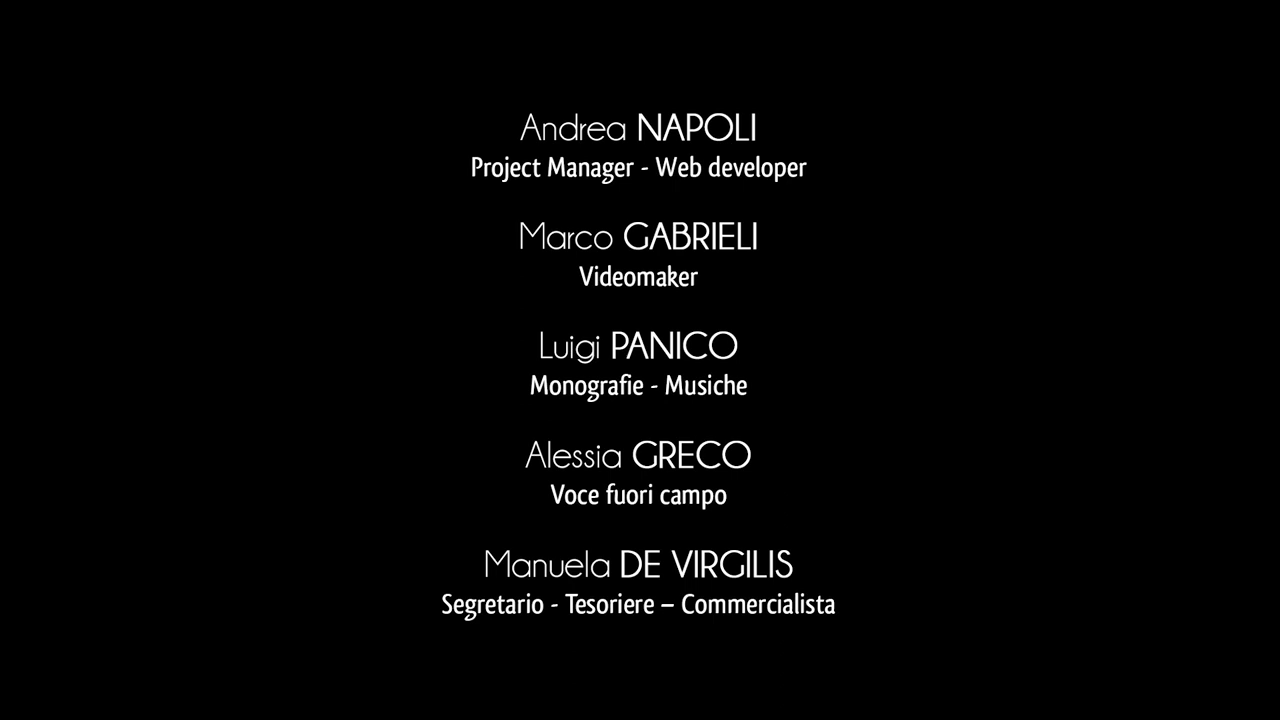 Andrea NAPOLI
Project Manager - Web developer
Marco GABRIELI
Videomaker
Luigi PANICO
Monografie - Musiche
Alessia GRECO
Voce fuori campo
Manuela DE VIRGILIS
Segretario - Tesoriere – Commercialista